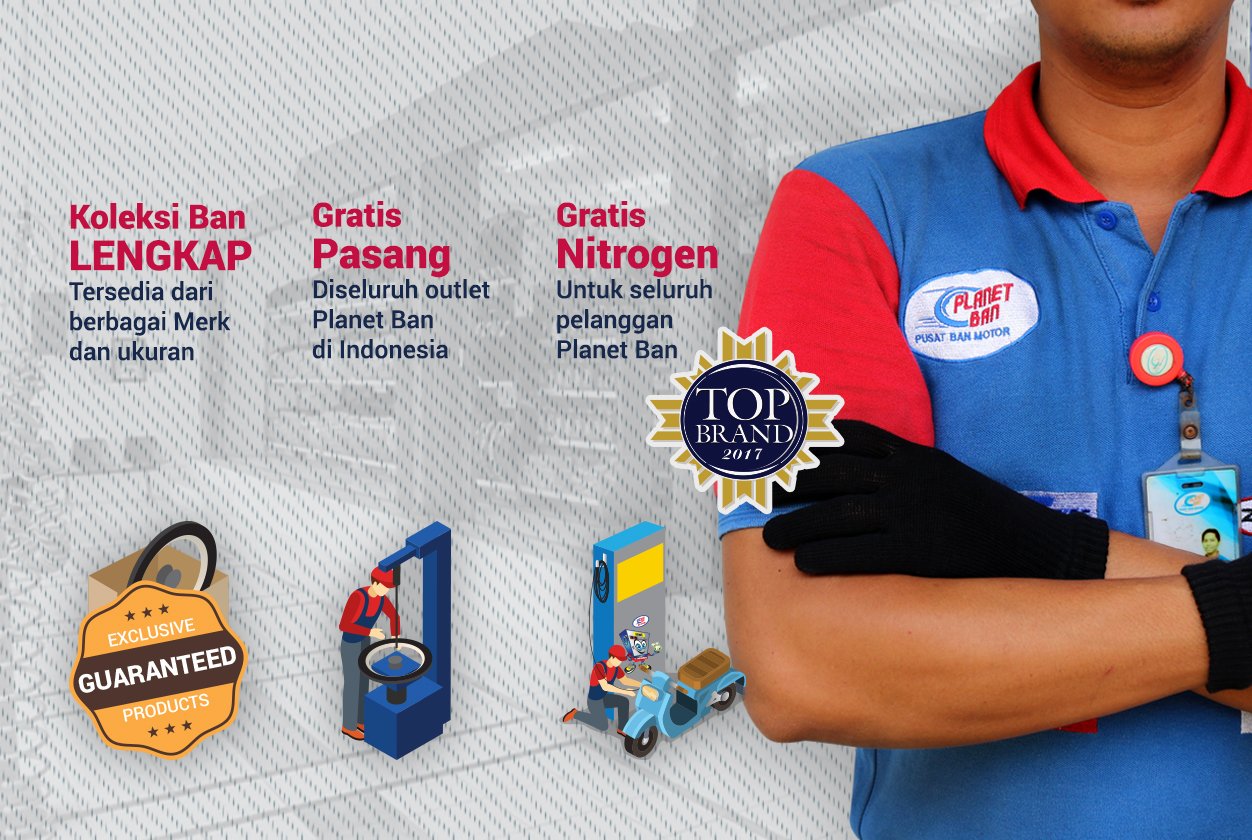 Koleksi Ban
LENGKAP
Tersedia dari
berbagai Merk
dan ukuran
Gratis
Pasang
Diseluruh outlet
Planet Ban
di Indonesia
Gratis
Nitrogen
Untuk seluruh
pelanggan
Planet Ban
TOP
BRAND
2017
PLANET
BAN
PUSAT BAN MOTOR
EXCLUSIVE
GUARANTEED
PRODUCTS